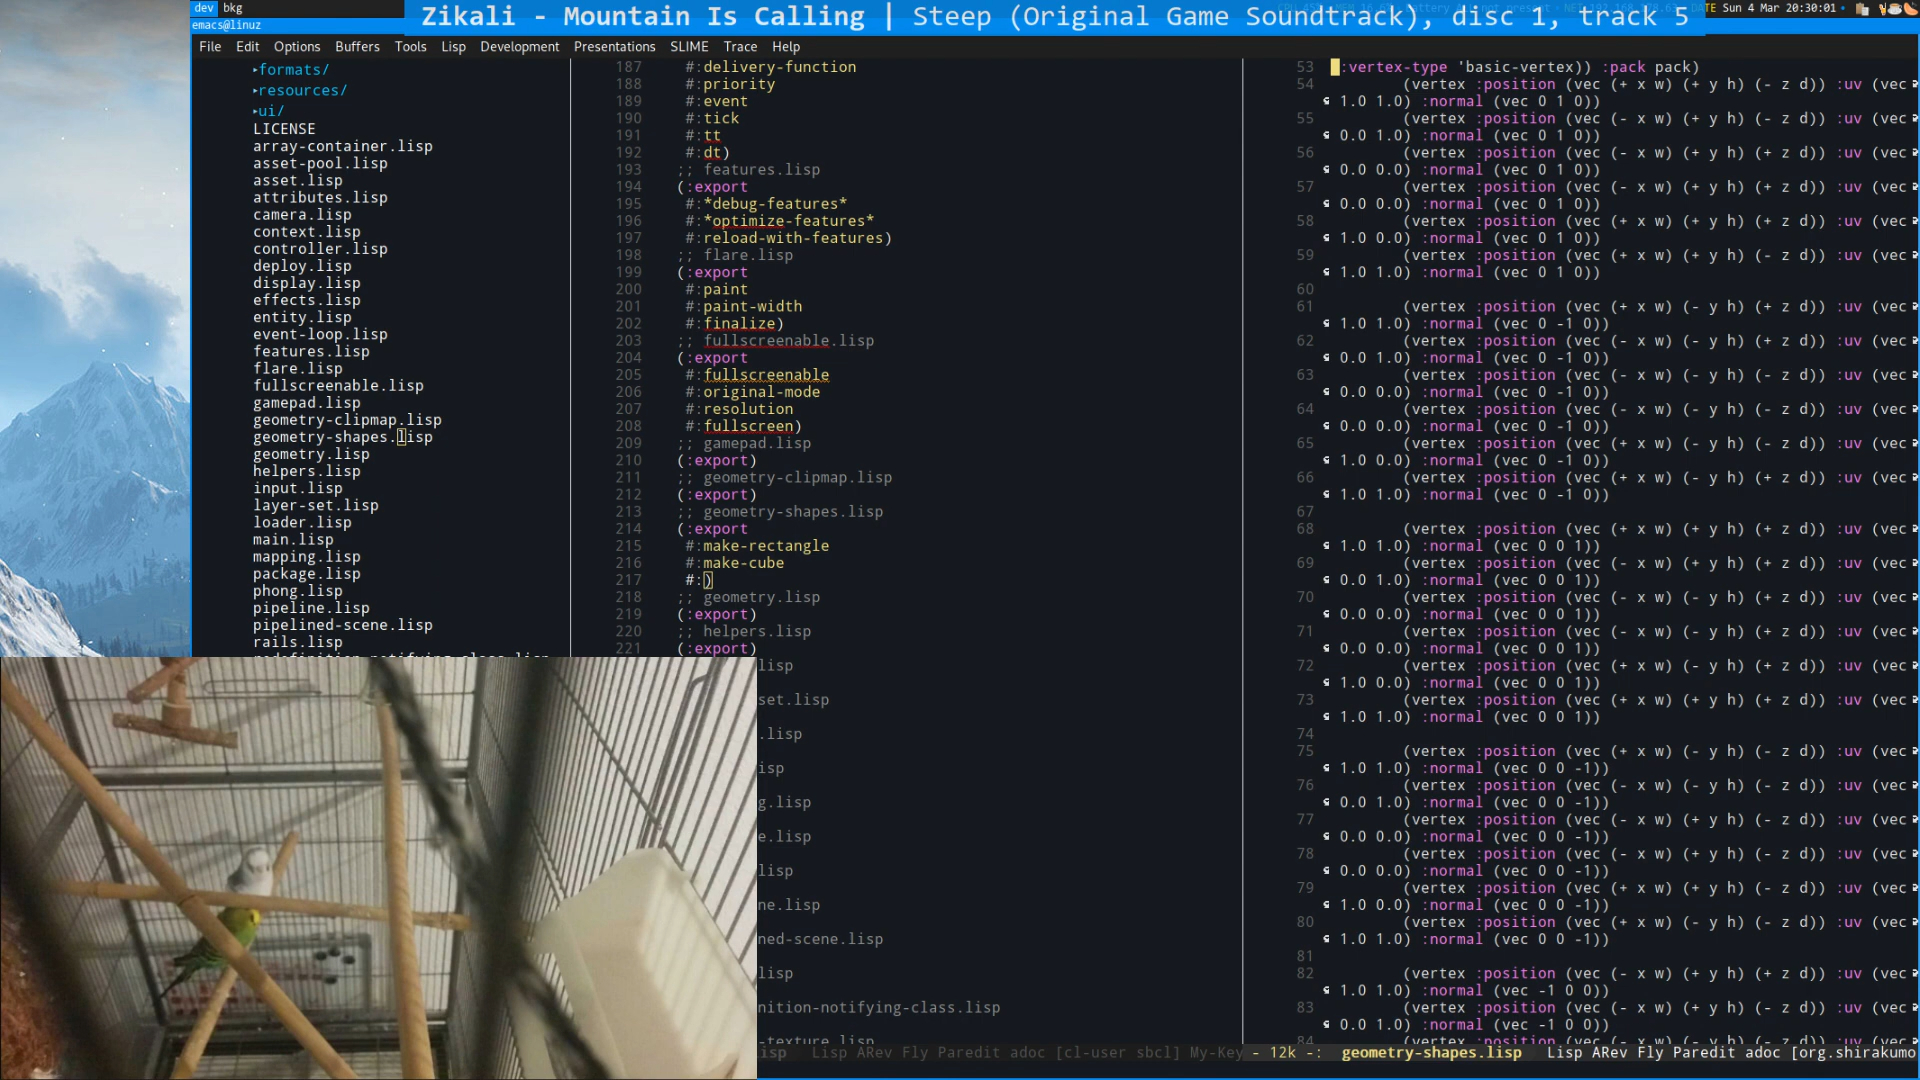 dev bkg
Zikali - Mountain Is Calling | Steep (Original Game Soundtrack), disc 1, track 5
Sun 4 Mar 20:30:01
emacs@linuz
File Edit Options Buffers Tools Lisp Development Presentations SLIME Trace Help
▸formats/
▸resources/
▸ui/
LICENSE
array-container.lisp
asset-pool.lisp
asset.lisp
attributes.lisp
camera.lisp
context.lisp
controller.lisp
deploy.lisp
display.lisp
effects.lisp
entity.lisp
event-loop.lisp
features.lisp
flare.lisp
fullscreenable.lisp
gamepad.lisp
geometry-clipmap.lisp
geometry-shapes.lisp
geometry.lisp
helpers.lisp
input.lisp
layer-set.lisp
loader.lisp
main.lisp
mapping.lisp
package.lisp
phong.lisp
pipeline.lisp
pipelined-scene.lisp
rails.lisp
187 #:delivery-function
188 #:priority
189 #:event
190 #:tick
191 #:tt
192 #:dt)
193 ;; features.lisp
194 (:export
195 #:*debug-features*
196 #:*optimize-features*
197 #:reload-with-features)
198 ;; flare.lisp
199 (:export
200 #:paint
201 #:paint-width
202 #:finalize)
203 ;; fullscreenable.lisp
204 (:export
205 #:fullscreenable
206 #:original-mode
207 #:resolution
208 #:fullscreen)
209 ;; gamepad.lisp
210 (:export)
211 ;; geometry-clipmap.lisp
212 (:export)
213 ;; geometry-shapes.lisp
214 (:export
215 #:make-rectangle
216 #:make-cube
217 #:)
218 ;; geometry.lisp
219 (:export)
220 ;; helpers.lisp
221 (:export)
.lisp
set.lisp
.lisp
isp
g.lisp
e.lisp
lisp
ne.lisp
ned-scene.lisp
lisp
nition-notifying-class.lisp
-texture.lisp
isp Lisp ARev Fly Paredit adoc [cl-user sbcl] My-Key
53 :vertex-type 'basic-vertex)) :pack pack)
54 (vertex :position (vec (+ x w) (+ y h) (- z d)) :uv (vec
1.0 1.0) :normal (vec 0 1 0))
55 (vertex :position (vec (- x w) (+ y h) (- z d)) :uv (vec
0.0 1.0) :normal (vec 0 1 0))
56 (vertex :position (vec (- x w) (+ y h) (+ z d)) :uv (vec
0.0 0.0) :normal (vec 0 1 0))
57 (vertex :position (vec (- x w) (+ y h) (+ z d)) :uv (vec
0.0 0.0) :normal (vec 0 1 0))
58 (vertex :position (vec (+ x w) (+ y h) (+ z d)) :uv (vec
1.0 0.0) :normal (vec 0 1 0))
59 (vertex :position (vec (+ x w) (+ y h) (- z d)) :uv (vec
1.0 1.0) :normal (vec 0 1 0))
60
61 (vertex :position (vec (+ x w) (- y h) (+ z d)) :uv (vec
1.0 1.0) :normal (vec 0 -1 0))
62 (vertex :position (vec (- x w) (- y h) (+ z d)) :uv (vec
0.0 1.0) :normal (vec 0 -1 0))
63 (vertex :position (vec (- x w) (- y h) (- z d)) :uv (vec
0.0 0.0) :normal (vec 0 -1 0))
64 (vertex :position (vec (- x w) (- y h) (- z d)) :uv (vec
0.0 0.0) :normal (vec 0 -1 0))
65 (vertex :position (vec (+ x w) (- y h) (- z d)) :uv (vec
1.0 0.0) :normal (vec 0 -1 0))
66 (vertex :position (vec (+ x w) (- y h) (+ z d)) :uv (vec
1.0 1.0) :normal (vec 0 -1 0))
67
68 (vertex :position (vec (+ x w) (+ y h) (+ z d)) :uv (vec
1.0 1.0) :normal (vec 0 0 1))
69 (vertex :position (vec (- x w) (+ y h) (+ z d)) :uv (vec
0.0 1.0) :normal (vec 0 0 1))
70 (vertex :position (vec (- x w) (- y h) (+ z d)) :uv (vec
0.0 0.0) :normal (vec 0 0 1))
71 (vertex :position (vec (- x w) (- y h) (+ z d)) :uv (vec
0.0 0.0) :normal (vec 0 0 1))
72 (vertex :position (vec (+ x w) (- y h) (+ z d)) :uv (vec
1.0 0.0) :normal (vec 0 0 1))
73 (vertex :position (vec (+ x w) (+ y h) (+ z d)) :uv (vec
1.0 1.0) :normal (vec 0 0 1))
74
75 (vertex :position (vec (+ x w) (- y h) (- z d)) :uv (vec
1.0 1.0) :normal (vec 0 0 -1))
76 (vertex :position (vec (- x w) (- y h) (- z d)) :uv (vec
0.0 1.0) :normal (vec 0 0 -1))
77 (vertex :position (vec (- x w) (+ y h) (- z d)) :uv (vec
0.0 0.0) :normal (vec 0 0 -1))
78 (vertex :position (vec (- x w) (+ y h) (- z d)) :uv (vec
0.0 0.0) :normal (vec 0 0 -1))
79 (vertex :position (vec (+ x w) (+ y h) (- z d)) :uv (vec
1.0 0.0) :normal (vec 0 0 -1))
80 (vertex :position (vec (+ x w) (- y h) (- z d)) :uv (vec
1.0 1.0) :normal (vec 0 0 -1))
81
82 (vertex :position (vec (- x w) (+ y h) (+ z d)) :uv (vec
1.0 1.0) :normal (vec -1 0 0))
83 (vertex :position (vec (- x w) (+ y h) (- z d)) :uv (vec
0.0 1.0) :normal (vec -1 0 0))
- 12k -: geometry-shapes.lisp Lisp ARev Fly Paredit adoc [org.shirakumo